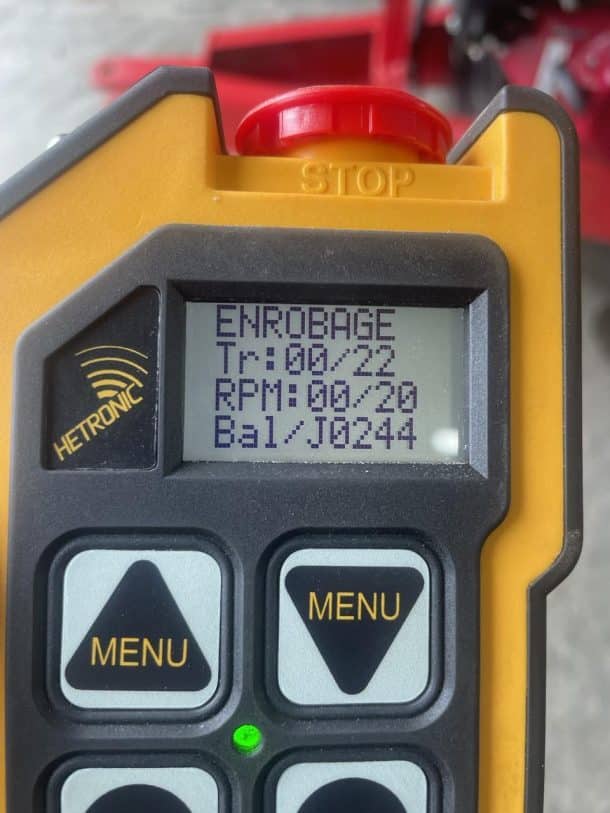 STOP
HETRONIC
ENROBAGE
Tr:00/22
RPM:00/20
Bal/J0244
MENU
MENU